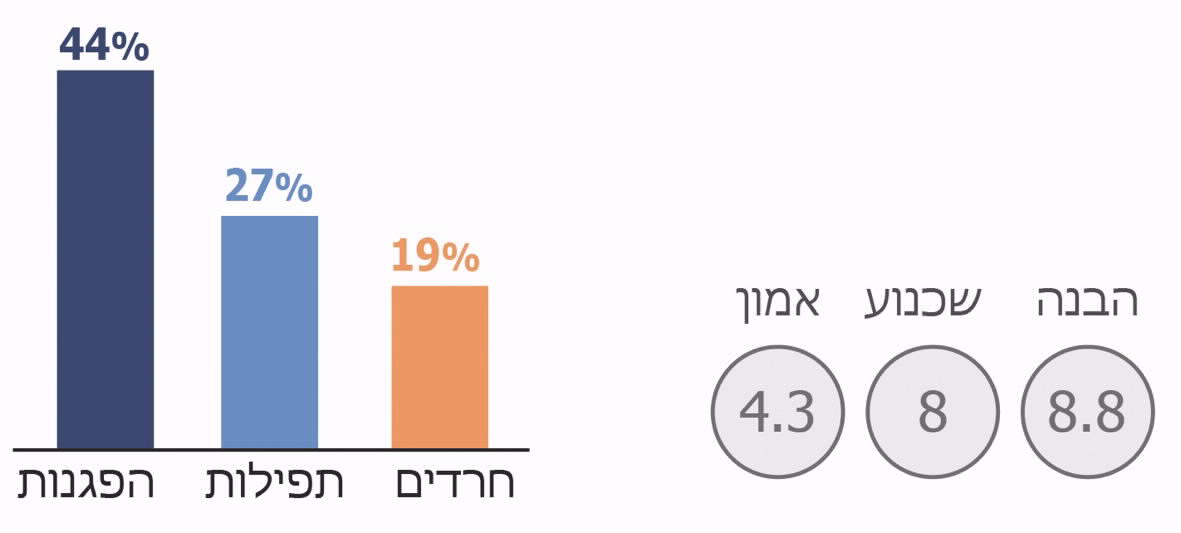 44%
27%
19%
הפגנות
תפילות
חרדים
הבנה שכנוע אמון
8.8 8 4.3